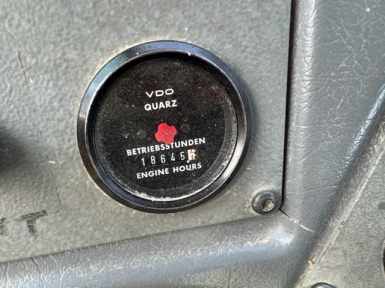 VDO
QUARZ
BETRIEBSSTUNDEN
18645
ENGINE HOURS